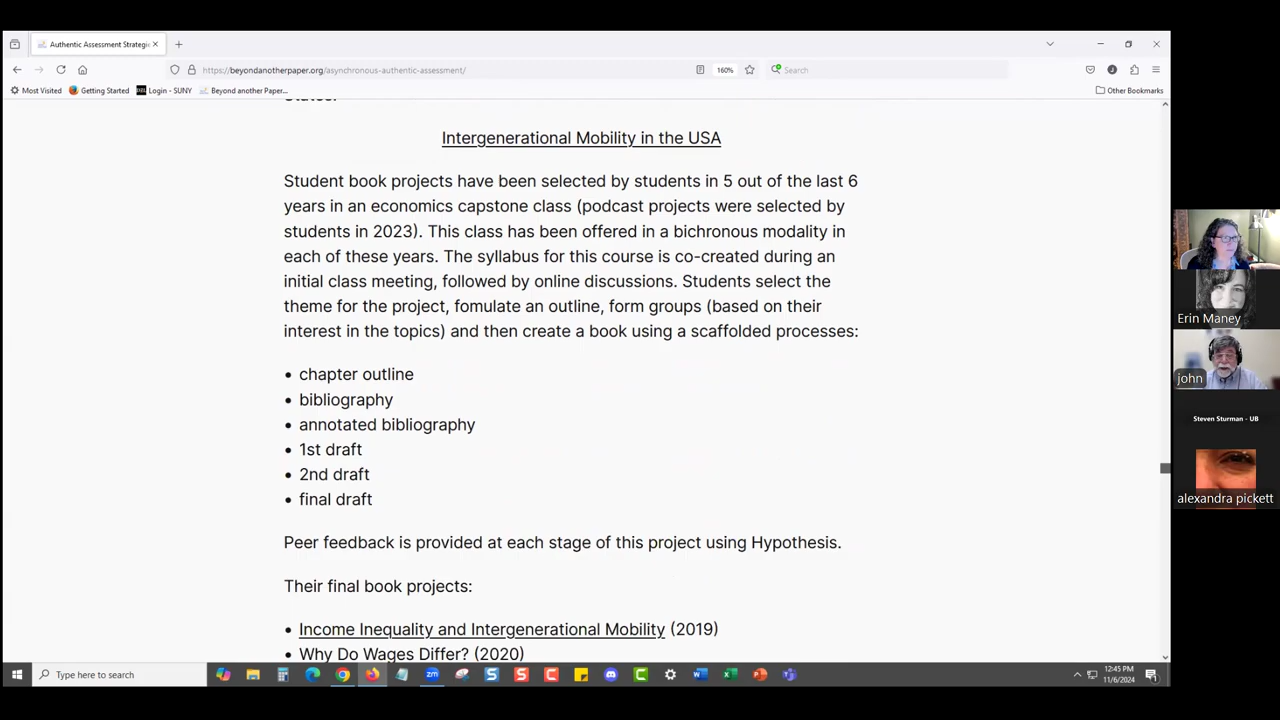 Authentic Assessment Strategie
https://beyondanotherpaper.org/asynchronous-authentic-assessment/
160%
Search
Most Visited
Getting Started
Login - SUNY
Beyond another Paper...
Other Bookmarks
States.
Intergenerational Mobility in the USA
Student book projects have been selected by students in 5 out of the last 6
years in an economics capstone class (podcast projects were selected by
students in 2023). This class has been offered in a bichronous modality in
each of these years. The syllabus for this course is co-created during an
initial class meeting, followed by online discussions. Students select the
theme for the project, fomulate an outline, form groups (based on their
interest in the topics) and then create a book using a scaffolded processes:
• chapter outline
• bibliography
• annotated bibliography
• 1st draft
• 2nd draft
• final draft
Peer feedback is provided at each stage of this project using Hypothesis.
Their final book projects:
• Income Inequality and Intergenerational Mobility (2019)
• Why Do Wages Differ? (2020)
Erin Maney
john
Steven Sturman - UB
alexandra pickett
Type here to search
12:45 PM
11/6/2024